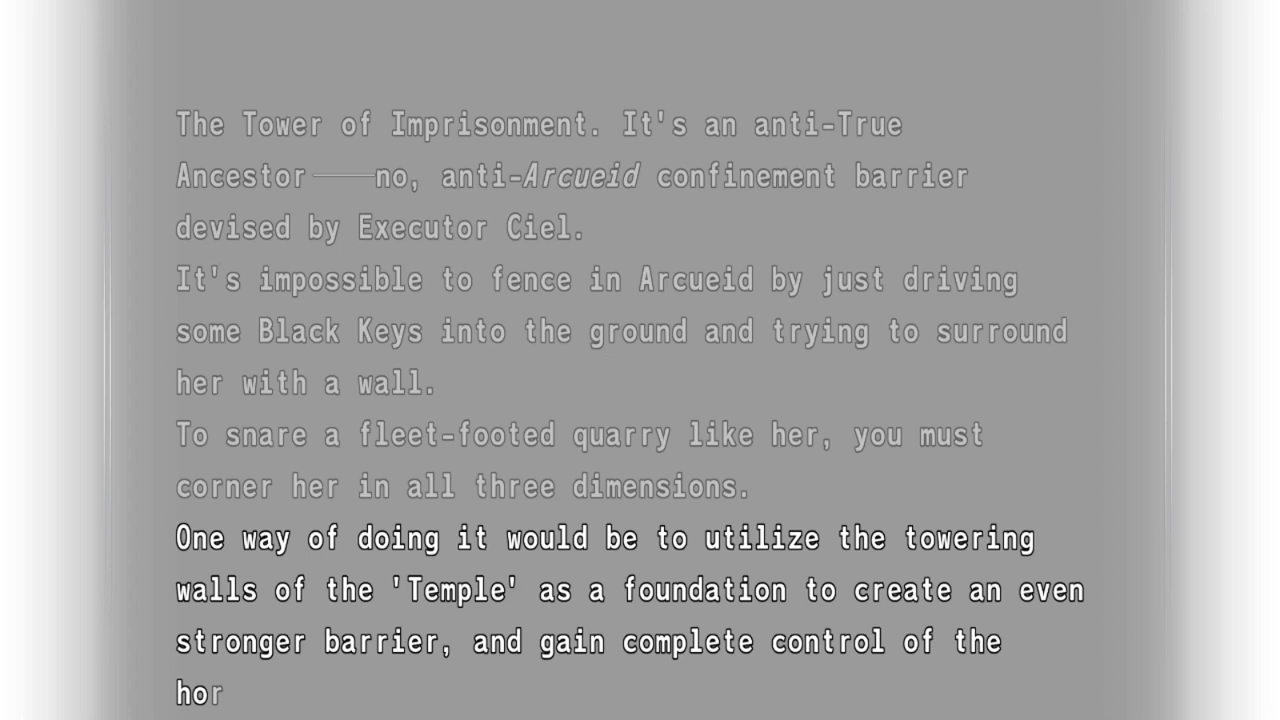 The Tower of Imprisonment. It's an anti-True
Ancestor――no, anti-Arcueid confinement barrier
devised by Executor Ciel.
It's impossible to fence in Arcueid by just driving
some Black Keys into the ground and trying to surround
her with a wall.
To snare a fleet-footed quarry like her, you must
corner her in all three dimensions.
One way of doing it would be to utilize the towering
walls of the 'Temple' as a foundation to create an even
stronger barrier, and gain complete control of the
hor